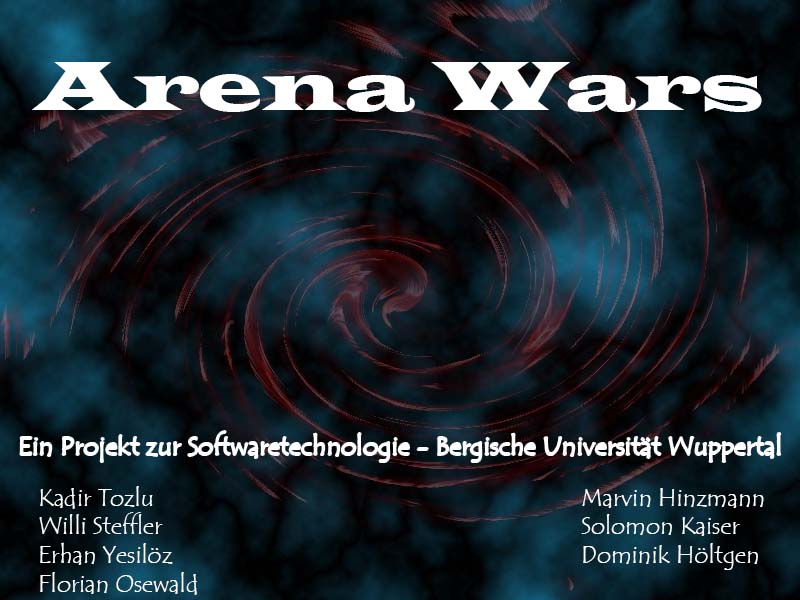 Arena Wars
Ein Projekt zur Softwaretechnologie - Bergische Universität Wuppertal
Kadir Tozlu
Willi Steffler
Erhan Yesilöz
Florian Osewald
Marvin Hinzmann
Solomon Kaiser
Dominik Höltgen